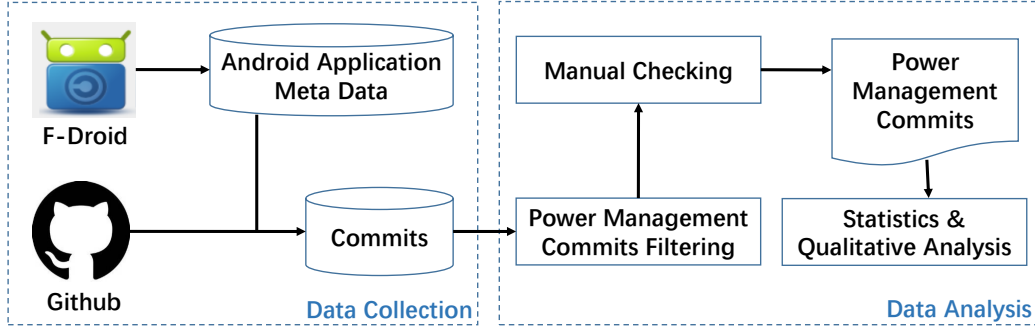 F-Droid
Android Application
Meta Data
Github
Commits
Data Collection
Manual Checking
Power
Management
Commits
Power Management
Commits Filtering
Statistics &
Qualitative Analysis
Data Analysis